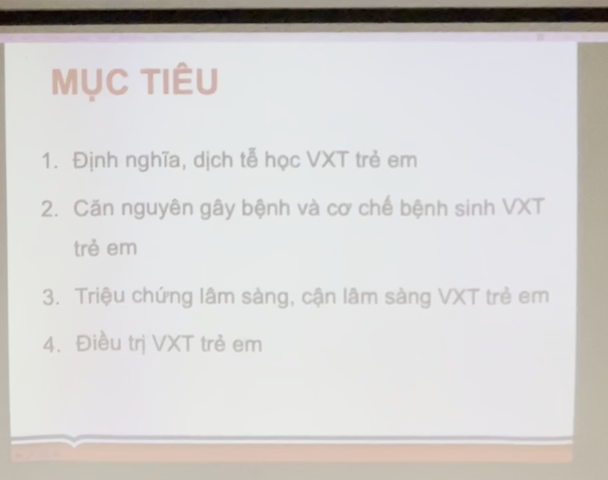 MỤC TIÊU
1. Định nghĩa, dịch tễ học VXT trẻ em
2. Căn nguyên gây bệnh và cơ chế bệnh sinh VXT
trẻ em
3. Triệu chứng lâm sàng, cận lâm sàng VXT trẻ em
4. Điều trị VXT trẻ em